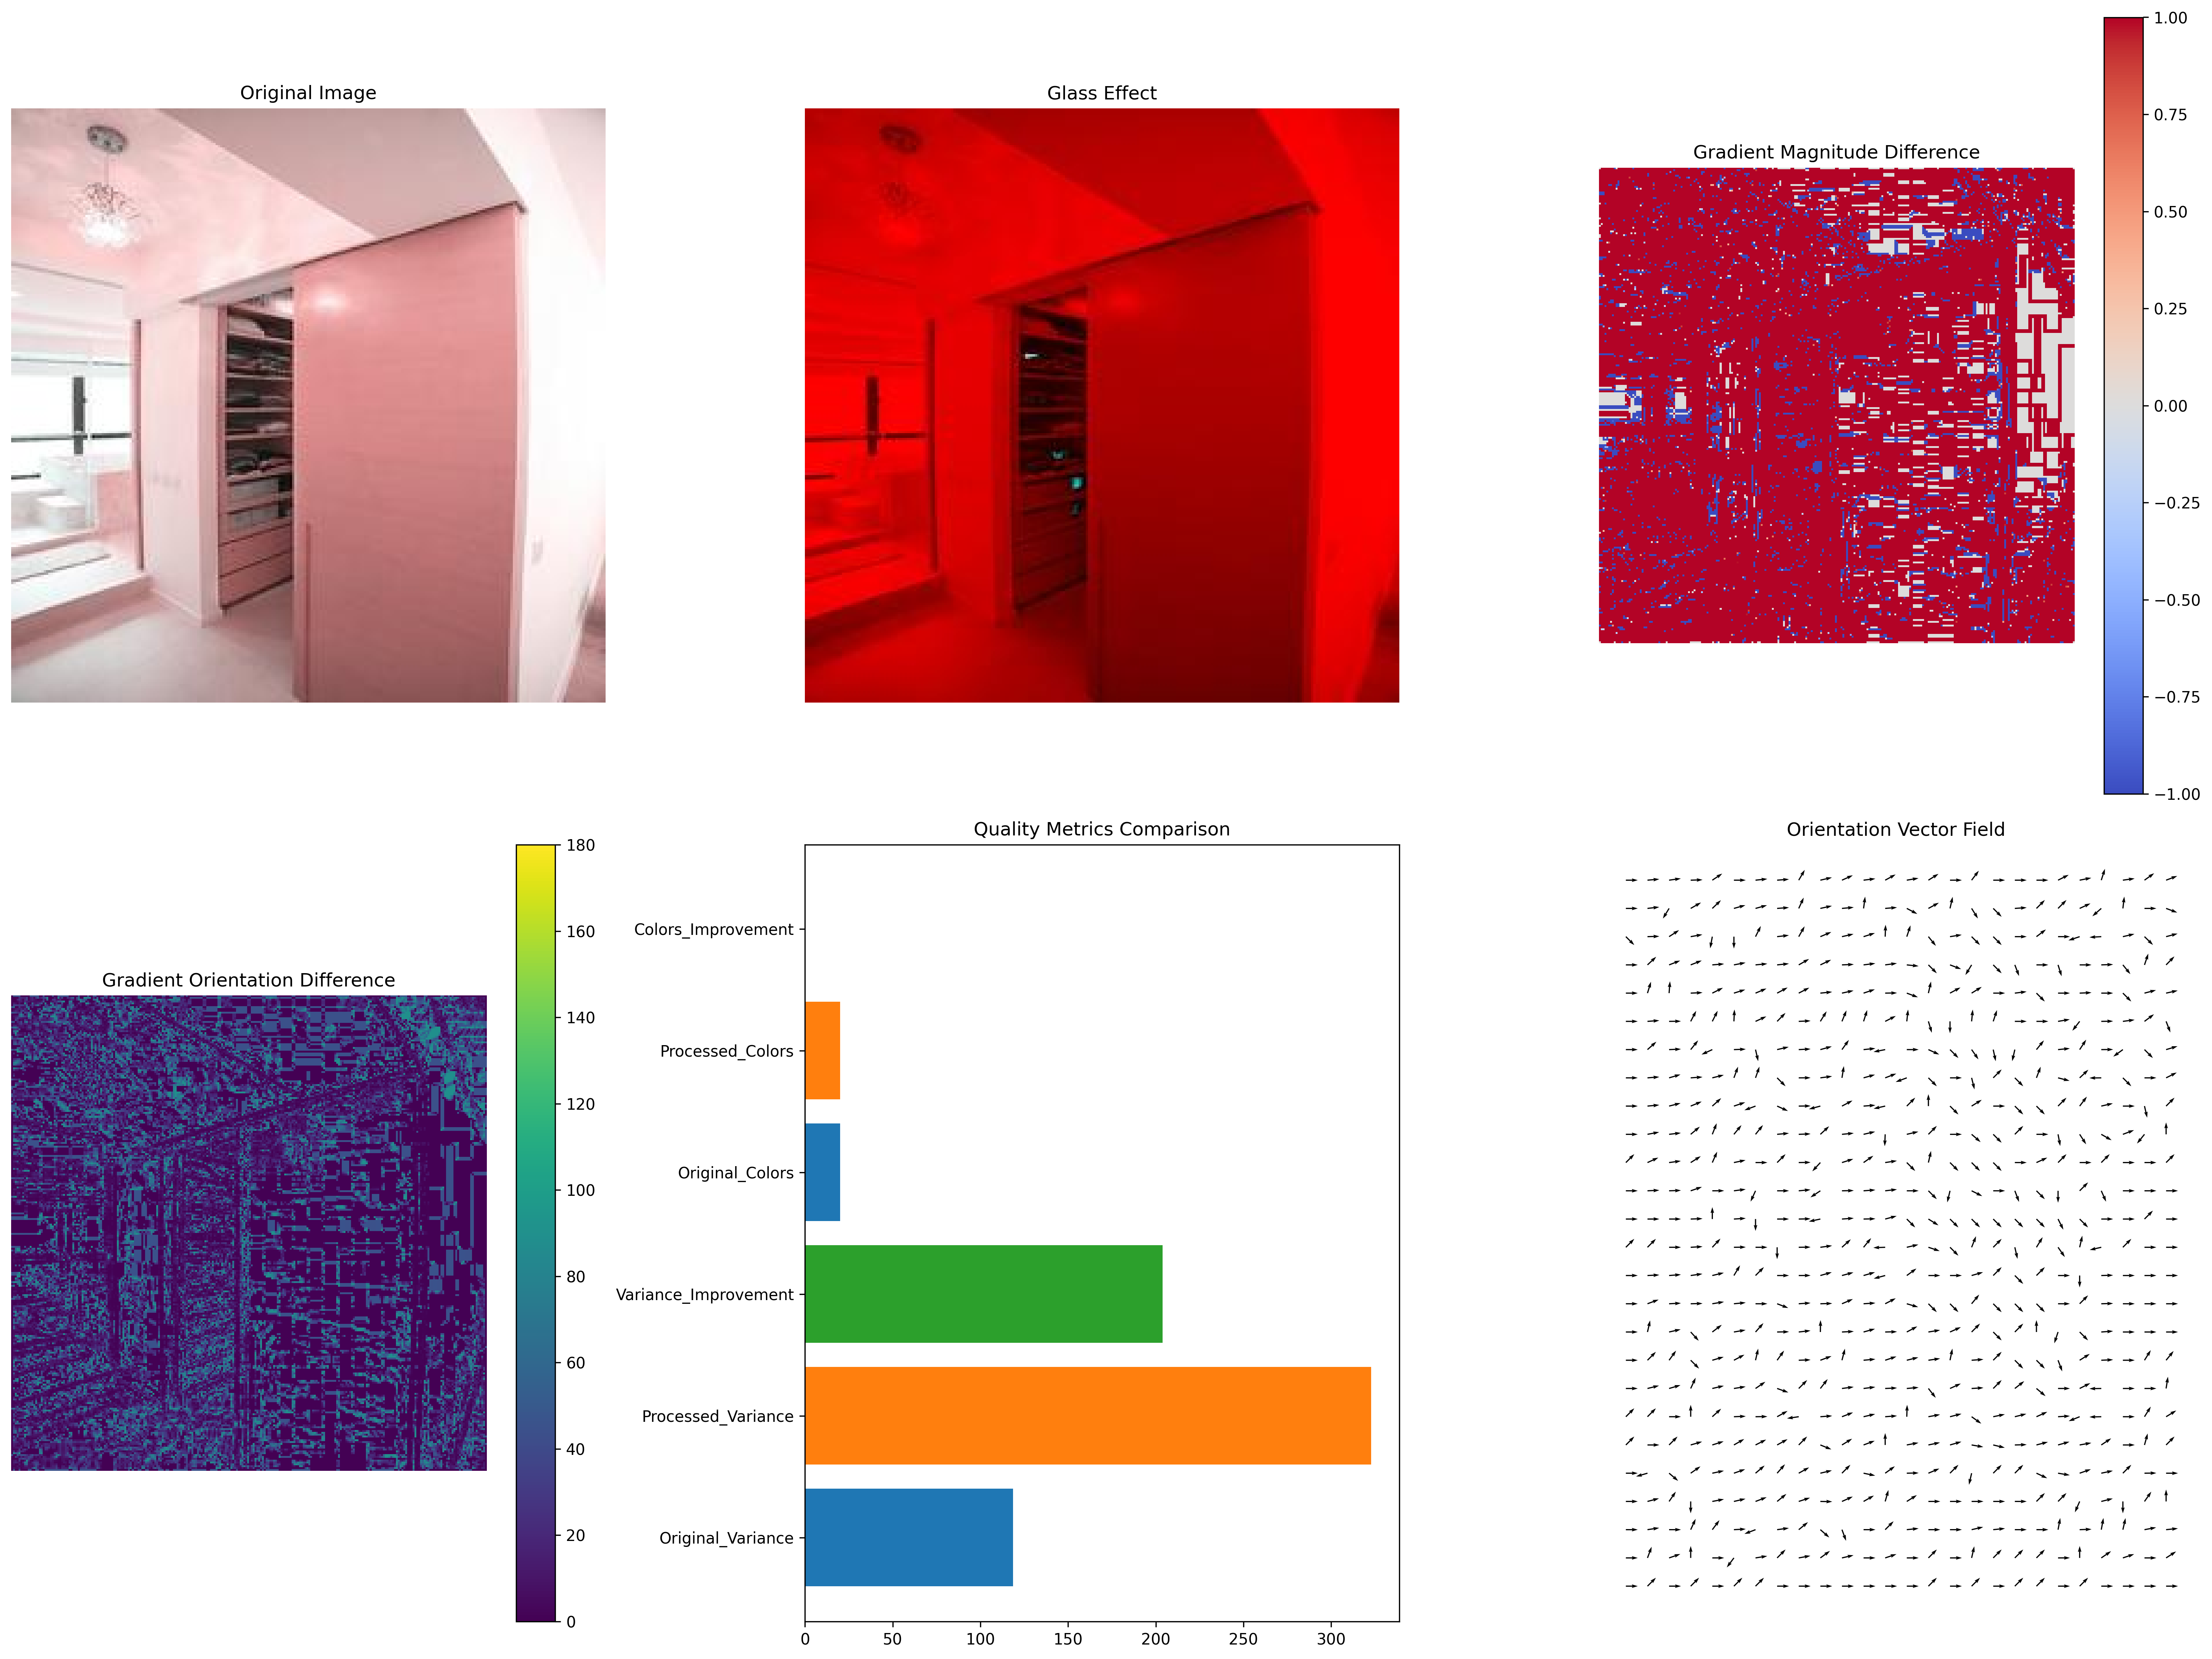 Original Image
Glass Effect
Gradient Magnitude Difference
1.00
0.75
0.50
0.25
0.00
−0.25
−0.50
−0.75
−1.00
Gradient Orientation Difference
180
160
140
120
100
80
60
40
20
0
Quality Metrics Comparison
Colors_Improvement
Processed_Colors
Original_Colors
Variance_Improvement
Processed_Variance
Original_Variance
0 50 100 150 200 250 300
Orientation Vector Field